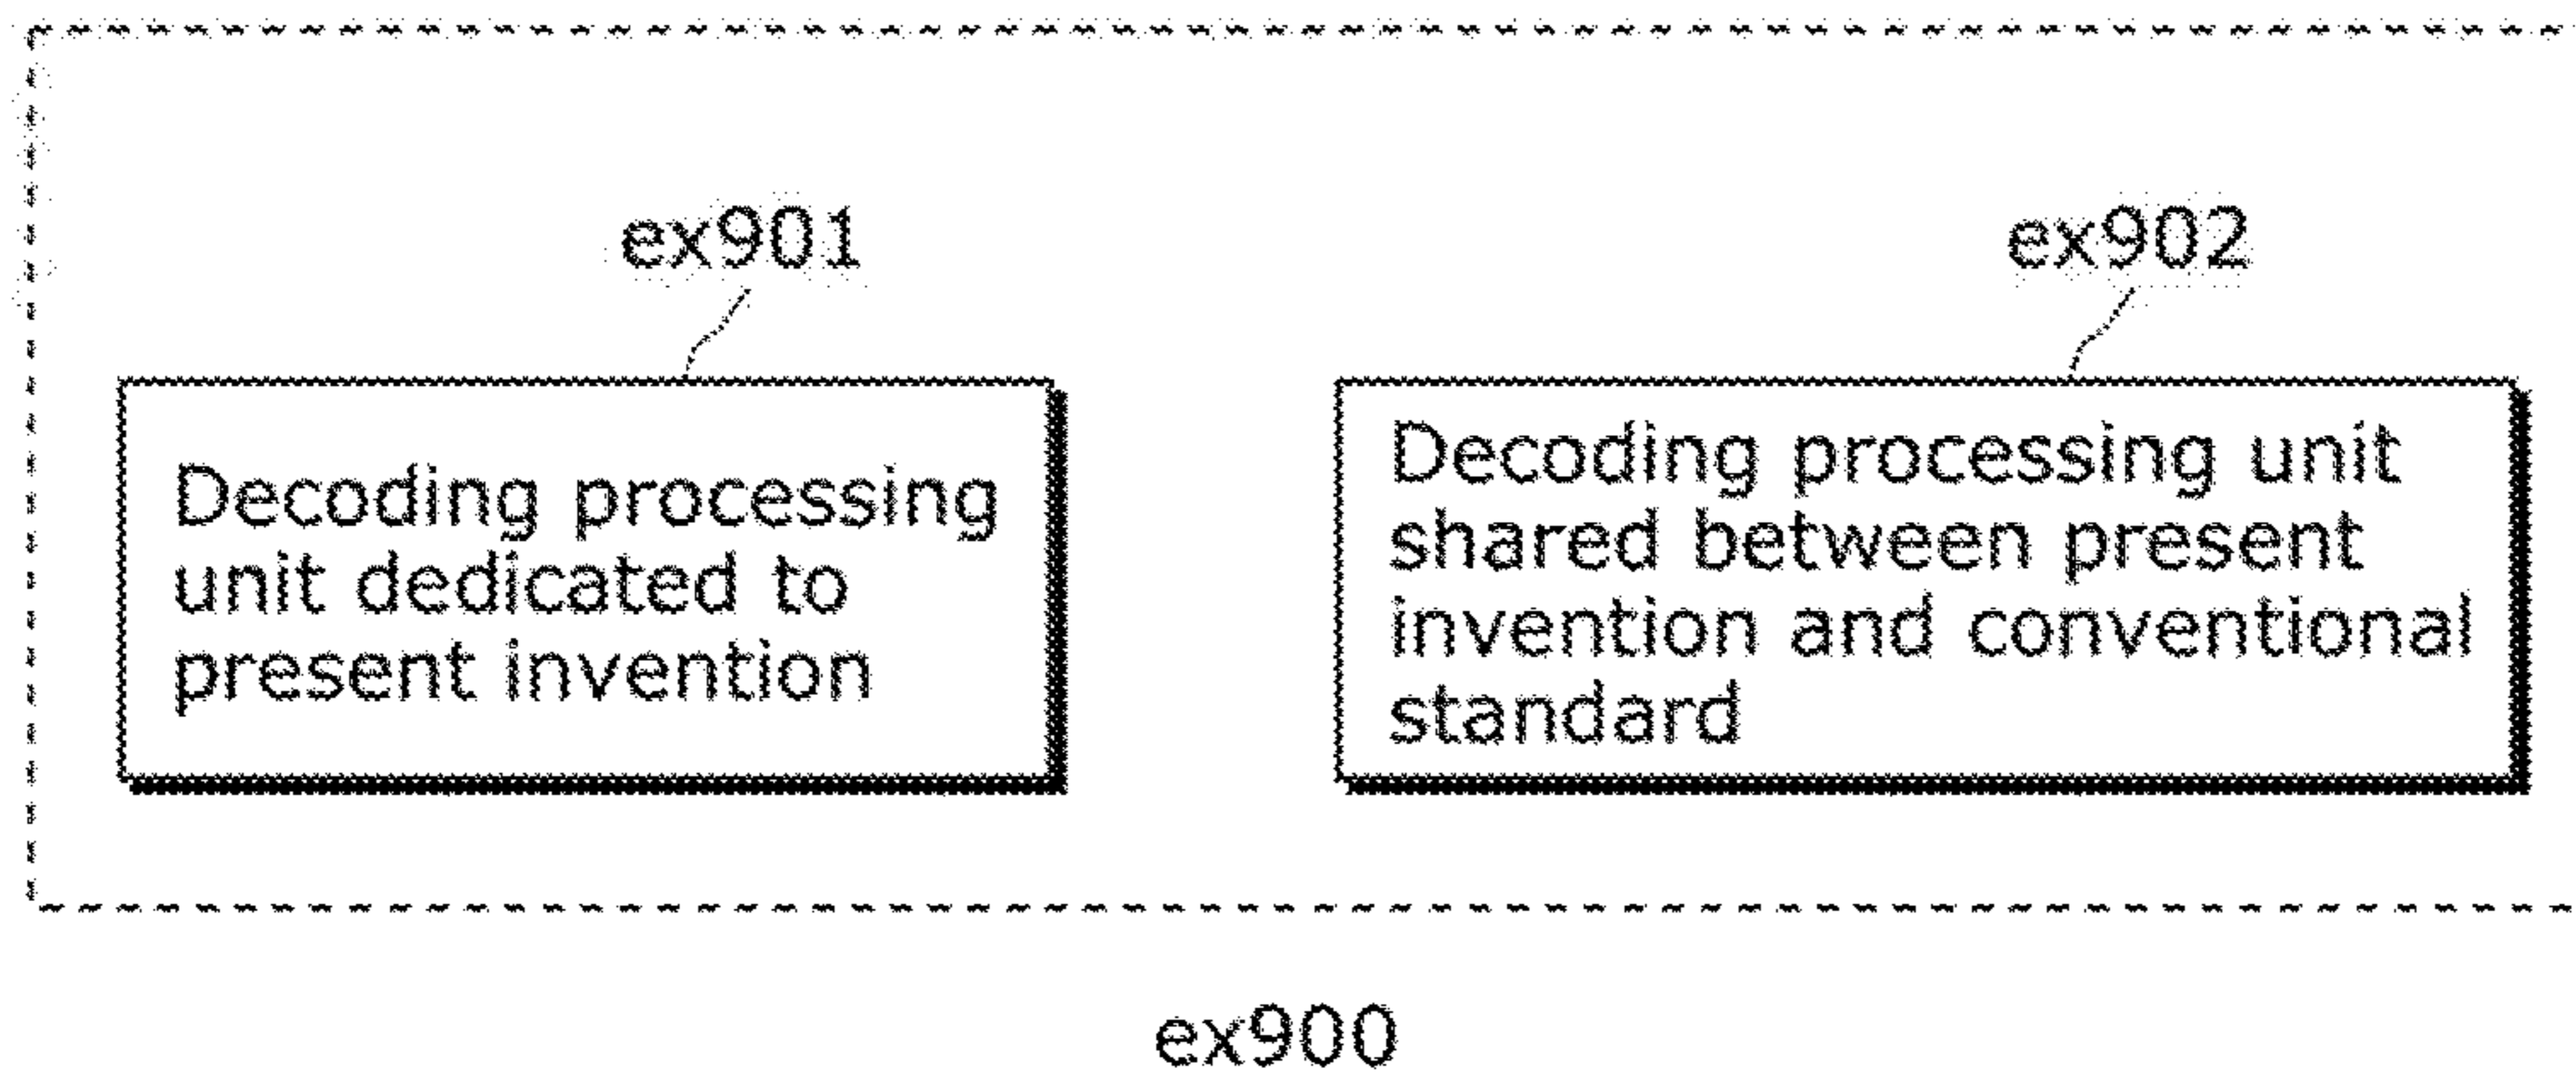 ex901
ex902
Decoding processing
unit dedicated to
present invention
Decoding processing unit
shared between present
invention and conventional
standard
ex900